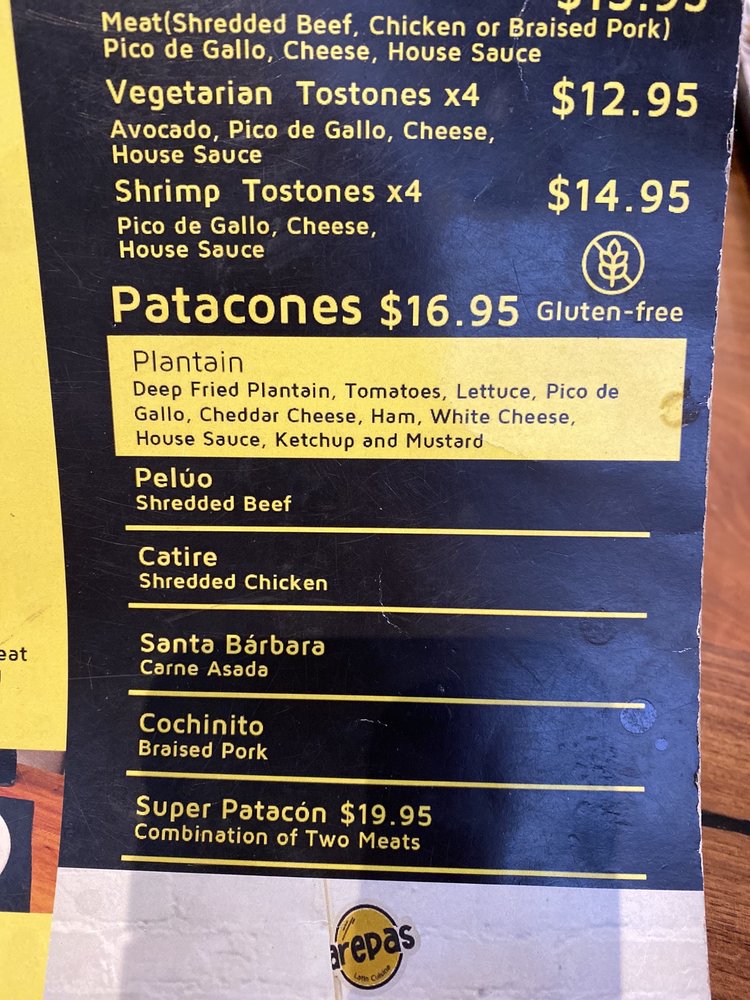 Meat(Shredded Beef, Chicken or Braised Pork)
Pico de Gallo, Cheese, House Sauce
Vegetarian Tostones x4 $12.95
Avocado, Pico de Gallo, Cheese,
House Sauce
Shrimp Tostones x4 $14.95
Pico de Gallo, Cheese,
House Sauce
Patacones $16.95 Gluten-free
Plantain
Deep Fried Plantain, Tomatoes, Lettuce, Pico de
Gallo, Cheddar Cheese, Ham, White Cheese,
House Sauce, Ketchup and Mustard
Pelúo
Shredded Beef
Catire
Shredded Chicken
Santa Bárbara
Carne Asada
Cochinito
Braised Pork
Super Patacón $19.95
Combination of Two Meats
arepas
Latin Cuisine